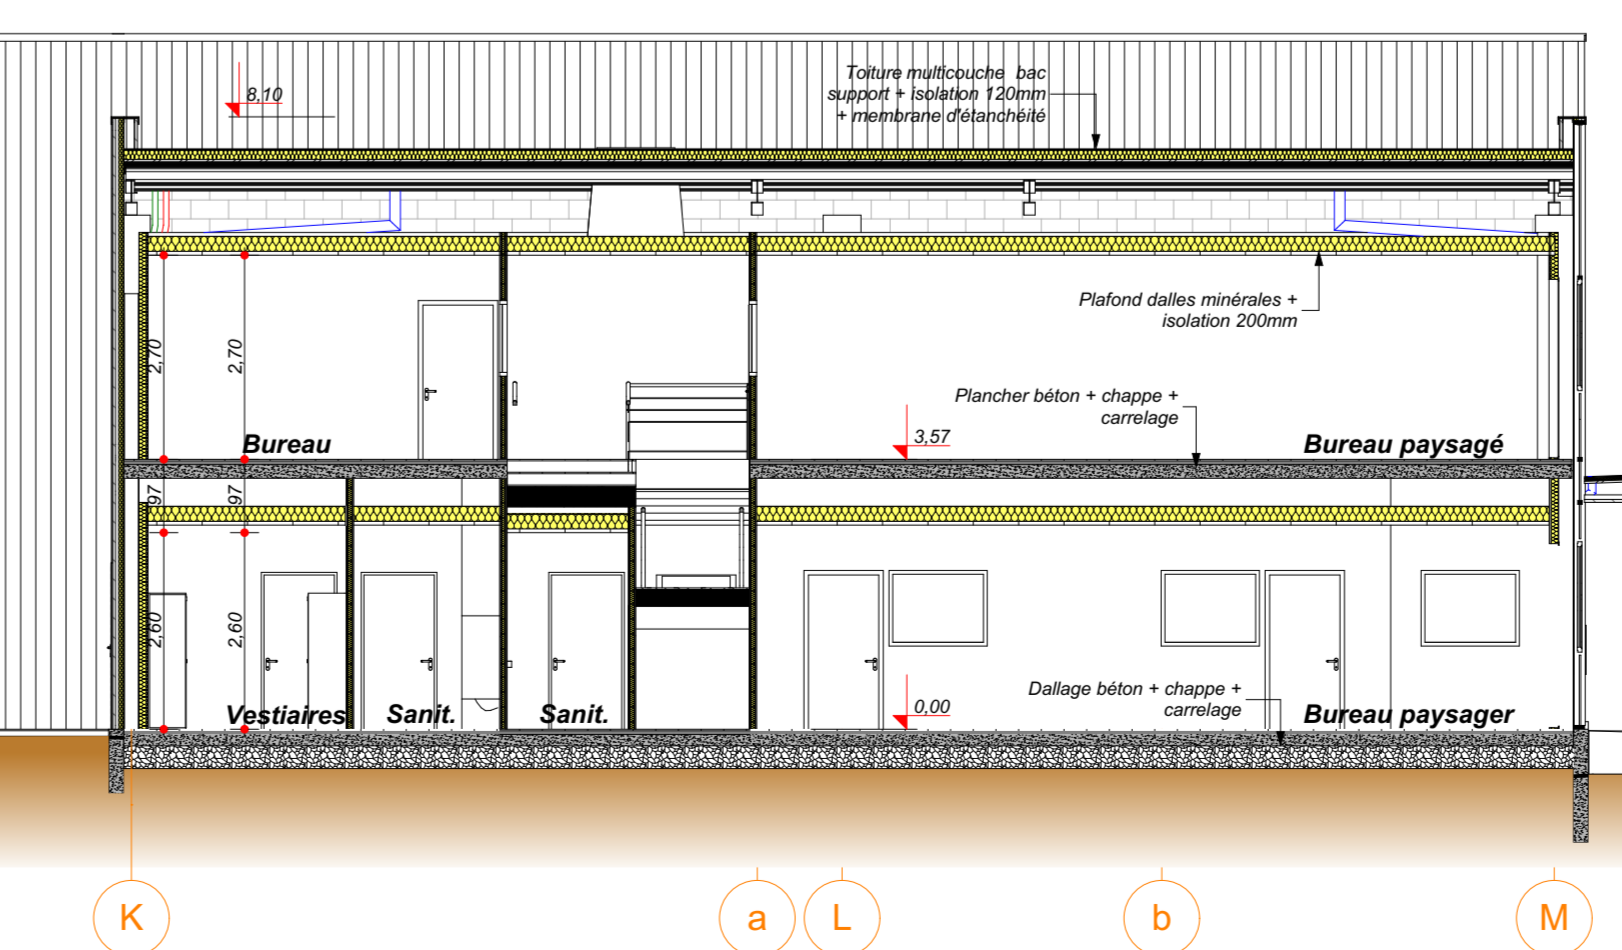 8,10
Toiture multicouche bac
support + isolation 120mm
+ membrane d'étanchéité
Plafond dalles minérales +
isolation 200mm
2,70
2,70
Plancher béton + chappe +
carrelage
Bureau
3,57
Bureau paysagé
97
97
2,60
2,60
Vestiaires
Sanit.
Sanit.
0,00
Dallage béton + chappe +
carrelage
Bureau paysager
K
a
L
b
M